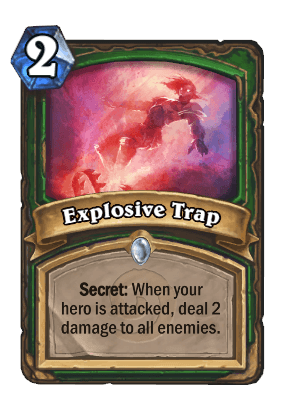 2
Explosive Trap
Secret: When your
hero is attacked, deal 2
damage to all enemies.